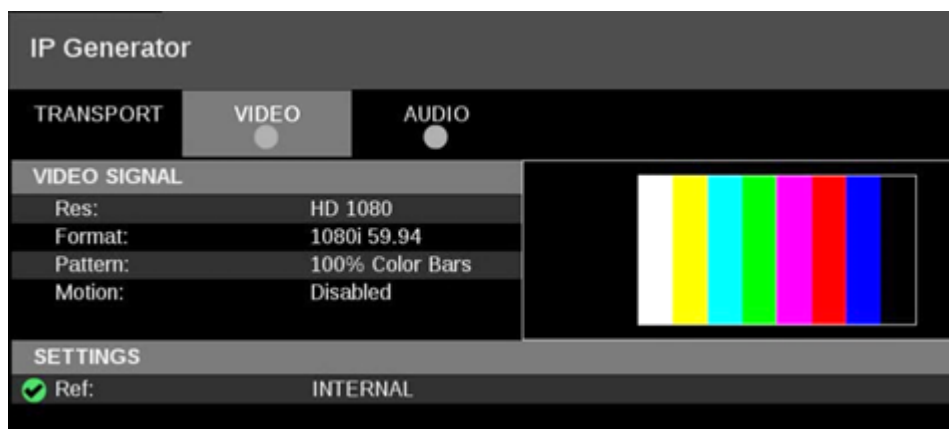 IP Generator
TRANSPORT VIDEO AUDIO
VIDEO SIGNAL
Res: HD 1080
Format: 1080i 59.94
Pattern: 100% Color Bars
Motion: Disabled
SETTINGS
Ref: INTERNAL